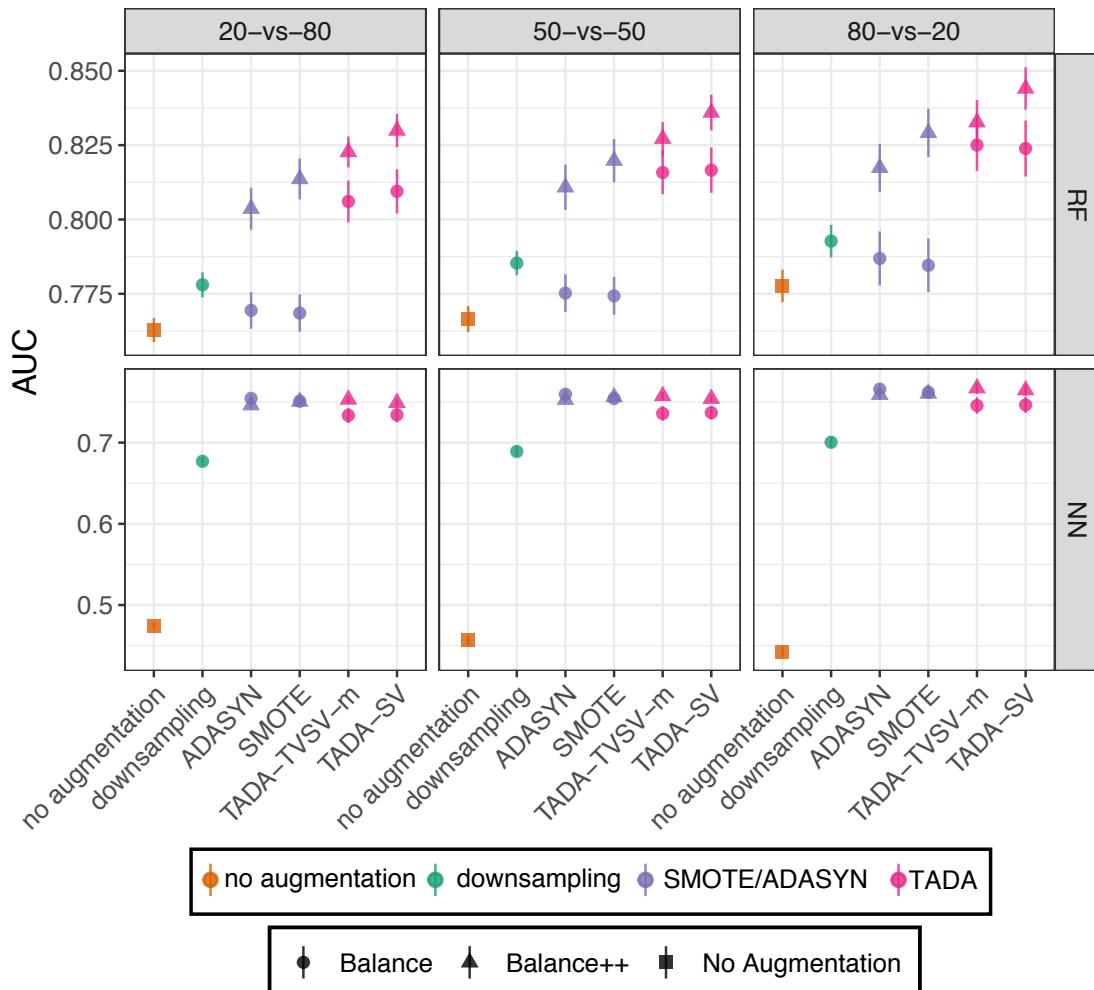 20−vs−80 50−vs−50 80−vs−20
0.850
0.825
0.800
0.775
RF
AUC
0.7
0.6
0.5
NN
no augmentation downsampling ADASYN SMOTE TADA−TVSV−m TADA−SV no augmentation downsampling ADASYN SMOTE TADA−TVSV−m TADA−SV no augmentation downsampling ADASYN SMOTE TADA−TVSV−m TADA−SV
no augmentation downsampling SMOTE/ADASYN TADA
Balance Balance++ No Augmentation